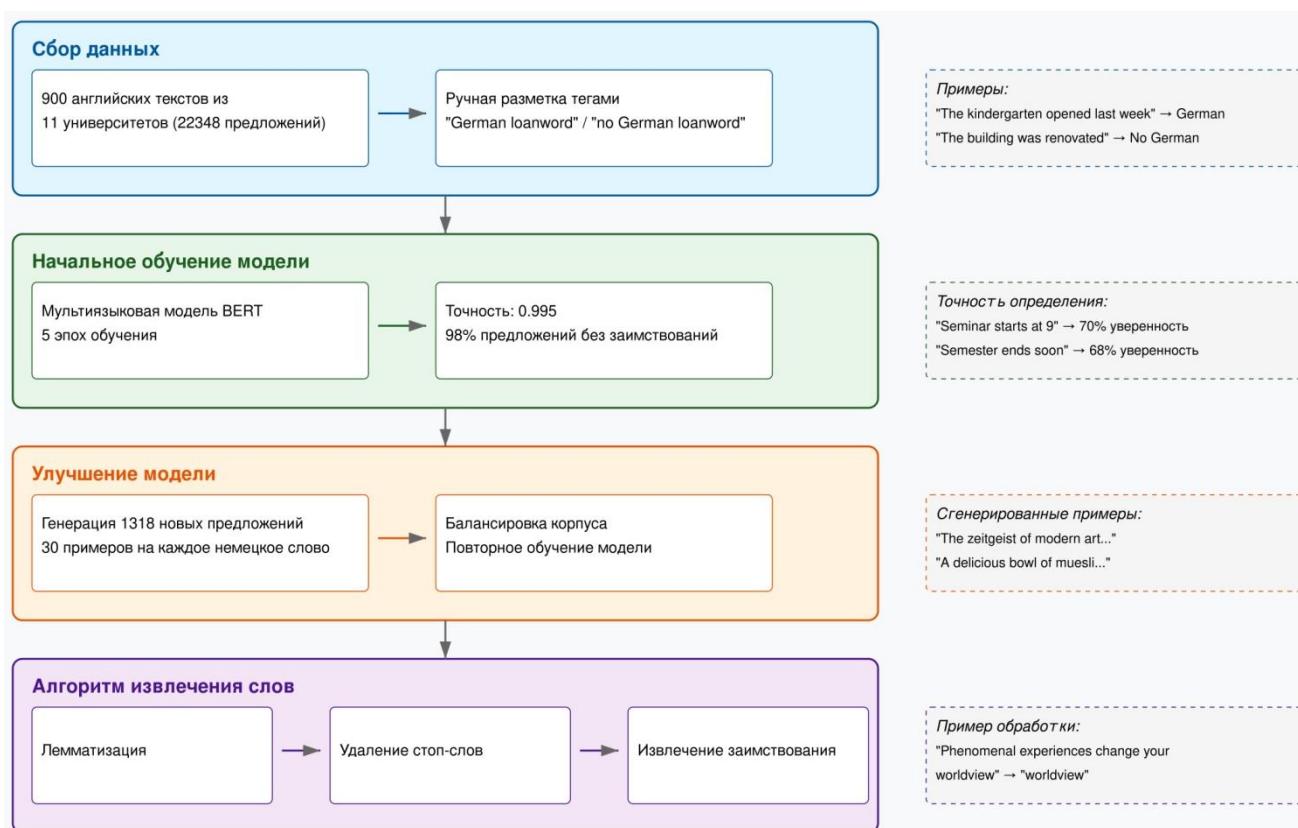 Сбор данных
900 английских текстов из
11 университетов (22348 предложений)
Ручная разметка тегами
"German loanword" / "no German loanword"
Примеры:
"The kindergarten opened last week" → German
"The building was renovated" → No German
Начальное обучение модели
Мультиязыковая модель BERT
5 эпох обучения
Точность: 0.995
98% предложений без заимствований
Точность определения:
"Seminar starts at 9" → 70% уверенность
"Semester ends soon" → 68% уверенность
Улучшение модели
Генерация 1318 новых предложений
30 примеров на каждое немецкое слово
Балансировка корпуса
Повторное обучение модели
Сгенерированные примеры:
"The zeitgeist of modern art..."
"A delicious bowl of muesli..."
Алгоритм извлечения слов
Лемматизация
Удаление стоп-слов
Извлечение заимствования
Пример обработки:
"Phenomenal experiences change your
worldview" → "worldview"